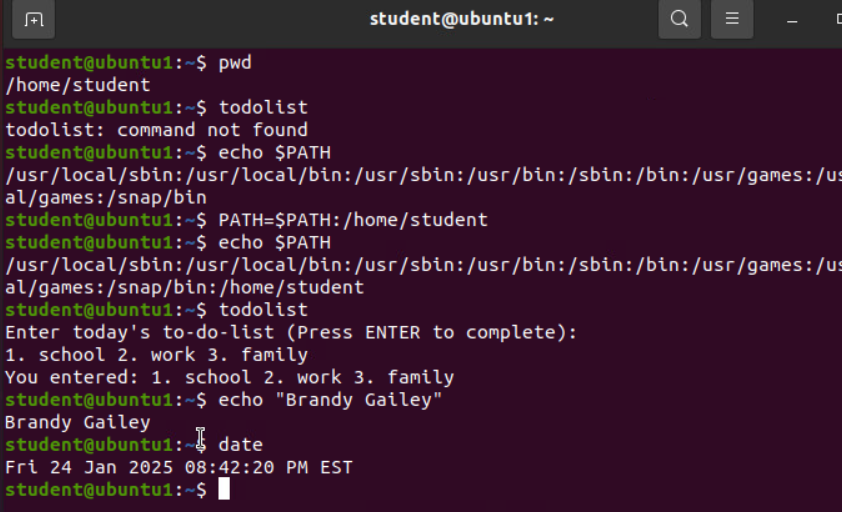 student@ubuntu1: ~
student@ubuntu1:~$ pwd
/home/student
student@ubuntu1:~$ todolist
todolist: command not found
student@ubuntu1:~$ echo $PATH
/usr/local/sbin:/usr/local/bin:/usr/sbin:/usr/bin:/sbin:/bin:/usr/games:/us
al/games:/snap/bin
student@ubuntu1:~$ PATH=$PATH:/home/student
student@ubuntu1:~$ echo $PATH
/usr/local/sbin:/usr/local/bin:/usr/sbin:/usr/bin:/sbin:/bin:/usr/games:/us
al/games:/snap/bin:/home/student
student@ubuntu1:~$ todolist
Enter today's to-do-list (Press ENTER to complete):
1. school 2. work 3. family
You entered: 1. school 2. work 3. family
student@ubuntu1:~$ echo "Brandy Gailey"
Brandy Gailey
student@ubuntu1:~$ date
Fri 24 Jan 2025 08:42:20 PM EST
student@ubuntu1:~$